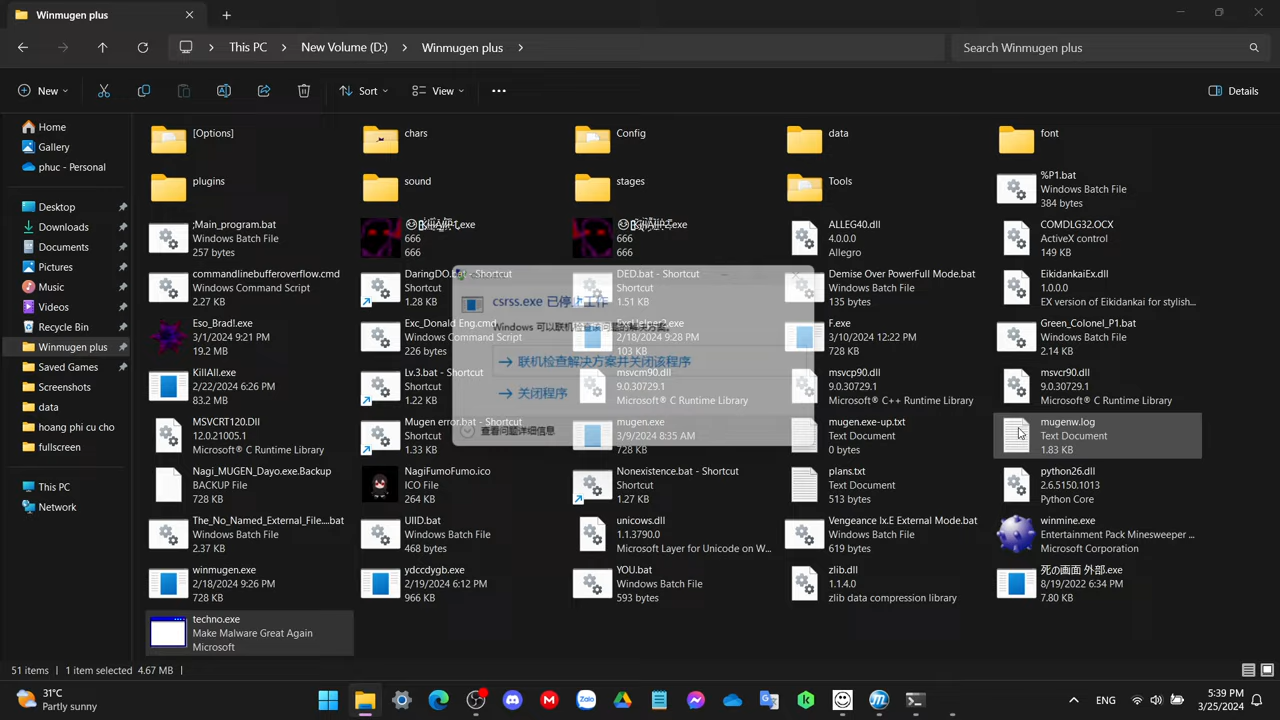 Winmugen plus
This PC
New Volume (D:)
Winmugen plus
Search Winmugen plus
New
Sort
View
Details
Home
Gallery
phuc - Personal
Desktop
Downloads
Documents
Pictures
Music
Videos
Recycle Bin
Winmugen plus
Saved Games
Screenshots
data
hoang phi cu cho
fullscreen
This PC
Network
[Options]
chars
Config
data
font
plugins
sound
stages
Tools
%P1.bat
Windows Batch File
384 bytes
;Main_program.bat
Windows Batch File
257 bytes
.exe
666
.exe
666
ALLEG40.dll
4.0.0.0
Allegro
COMDLG32.OCX
ActiveX control
149 KB
commandlinebufferoverflow.cmd
Windows Command Script
2.27 KB
DaringDO.bat - Shortcut
Shortcut
1.28 KB
DED.bat - Shortcut
Shortcut
1.51 KB
Demise Over PowerFull Mode.bat
Windows Batch File
135 bytes
EikidankaiEx.dll
1.0.0.0
EX version of Eikidankai for stylish...
Eso_Brad!.exe
3/1/2024 9:21 PM
19.2 MB
Exc_Donald Eng.cmd
Windows Command Script
226 bytes
2/18/2024 9:28 PM
103 KB
F.exe
3/10/2024 12:22 PM
728 KB
Green_Colonel_P1.bat
Windows Batch File
2.14 KB
KillAll.exe
2/22/2024 6:26 PM
83.2 MB
Lv.3.bat - Shortcut
Shortcut
1.22 KB
msvcm90.dll
9.0.30729.1
Microsoft® C Runtime Library
msvcp90.dll
9.0.30729.1
Microsoft® C++ Runtime Library
msvcr90.dll
9.0.30729.1
Microsoft® C Runtime Library
MSVCRT120.Dll
12.0.21005.1
Microsoft® C Runtime Library
Mugen error.bat - Shortcut
Shortcut
1.33 KB
mugen.exe
3/9/2024 8:35 AM
728 KB
mugen.exe-up.txt
Text Document
0 bytes
mugenw.log
Text Document
1.83 KB
Nagi_MUGEN_Dayo.exe.Backup
BACKUP File
728 KB
NagiFumoFumo.ico
ICO File
264 KB
Nonexistence.bat - Shortcut
Shortcut
1.27 KB
plans.txt
Text Document
513 bytes
python26.dll
2.6.5150.1013
Python Core
The_No_Named_External_File....bat
Windows Batch File
2.37 KB
UIID.bat
Windows Batch File
468 bytes
unicows.dll
1.1.3790.0
Microsoft Layer for Unicode on W...
Vengeance Ix.E External Mode.bat
Windows Batch File
619 bytes
winmine.exe
Entertainment Pack Minesweeper ...
Microsoft Corporation
winmugen.exe
2/18/2024 9:26 PM
728 KB
ydccdygb.exe
2/19/2024 6:12 PM
966 KB
YOU.bat
Windows Batch File
593 bytes
zlib.dll
1.1.4.0
zlib data compression library
死の画面 外部.exe
8/19/2022 6:34 PM
7.80 KB
techno.exe
Make Malware Great Again
Microsoft
csrss.exe 已停止工作
Windows 可以联机检查该问题的解决方案。
联机检查解决方案并关闭该程序
关闭程序
查看问题详细信息
51 items
1 item selected 4.67 MB
31°C
Partly sunny
Zalo
ENG
5:39 PM
3/25/2024